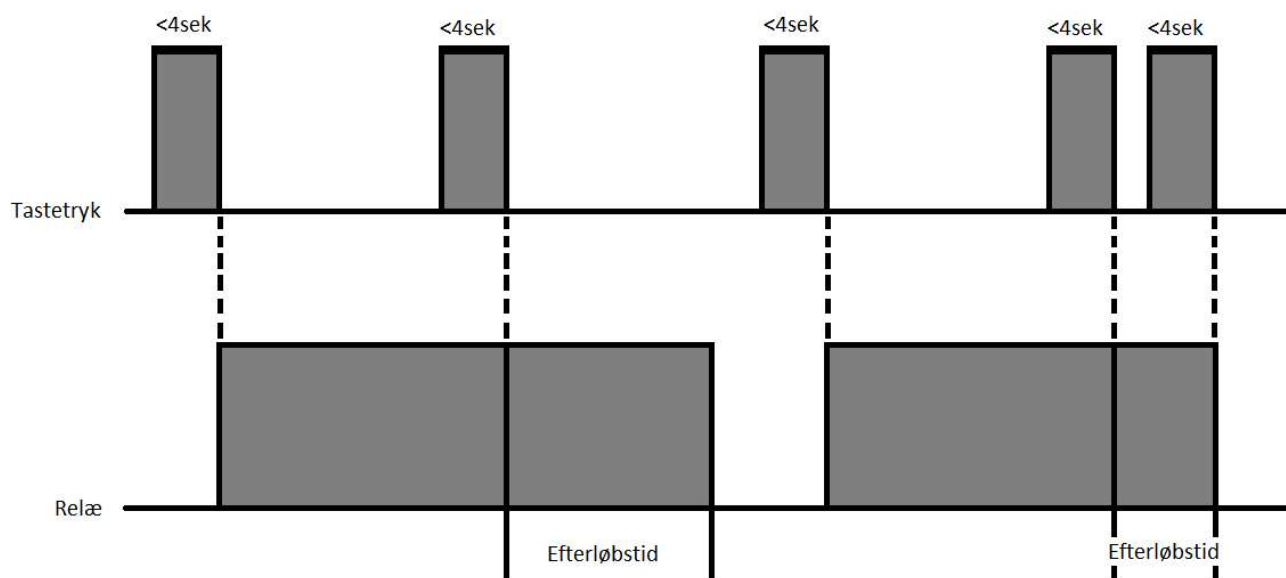 <4sek
<4sek
<4sek
<4sek
<4sek
Tastetryk
Relæ
Efterløbstid
Efterløbstid